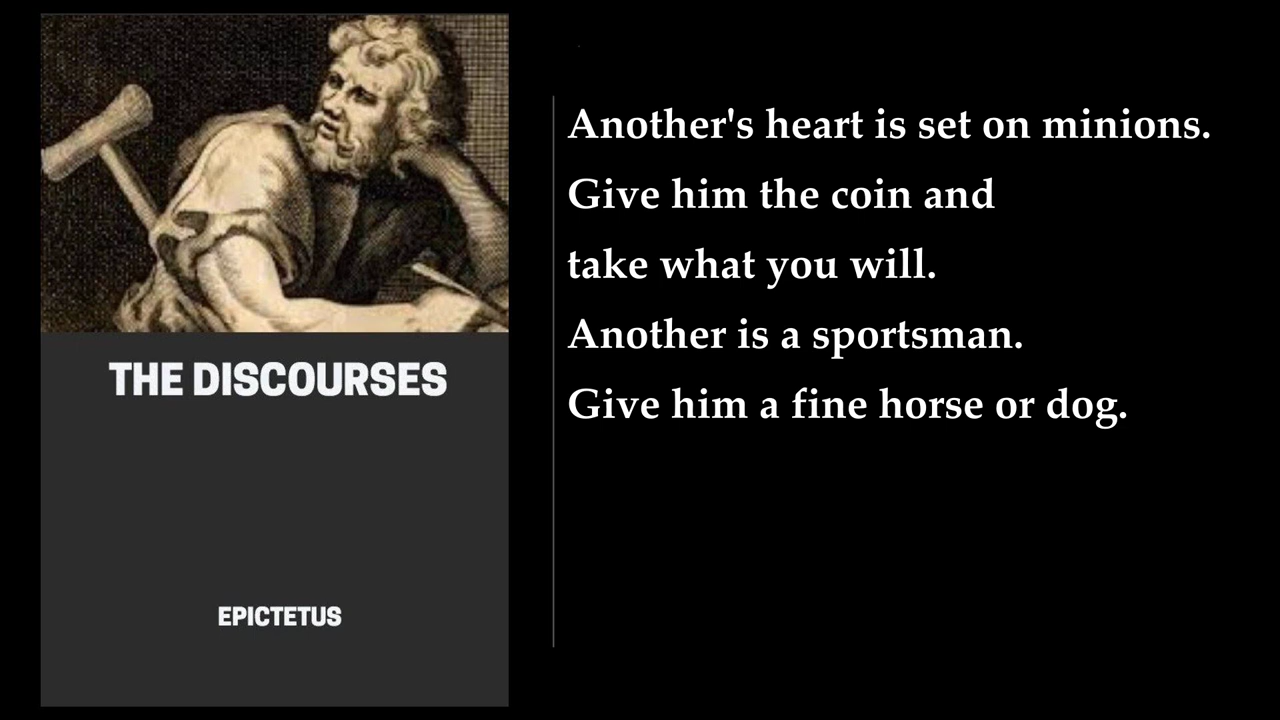 THE DISCOURSES
EPICTETUS
Another's heart is set on minions.
Give him the coin and
take what you will.
Another is a sportsman.
Give him a fine horse or dog.